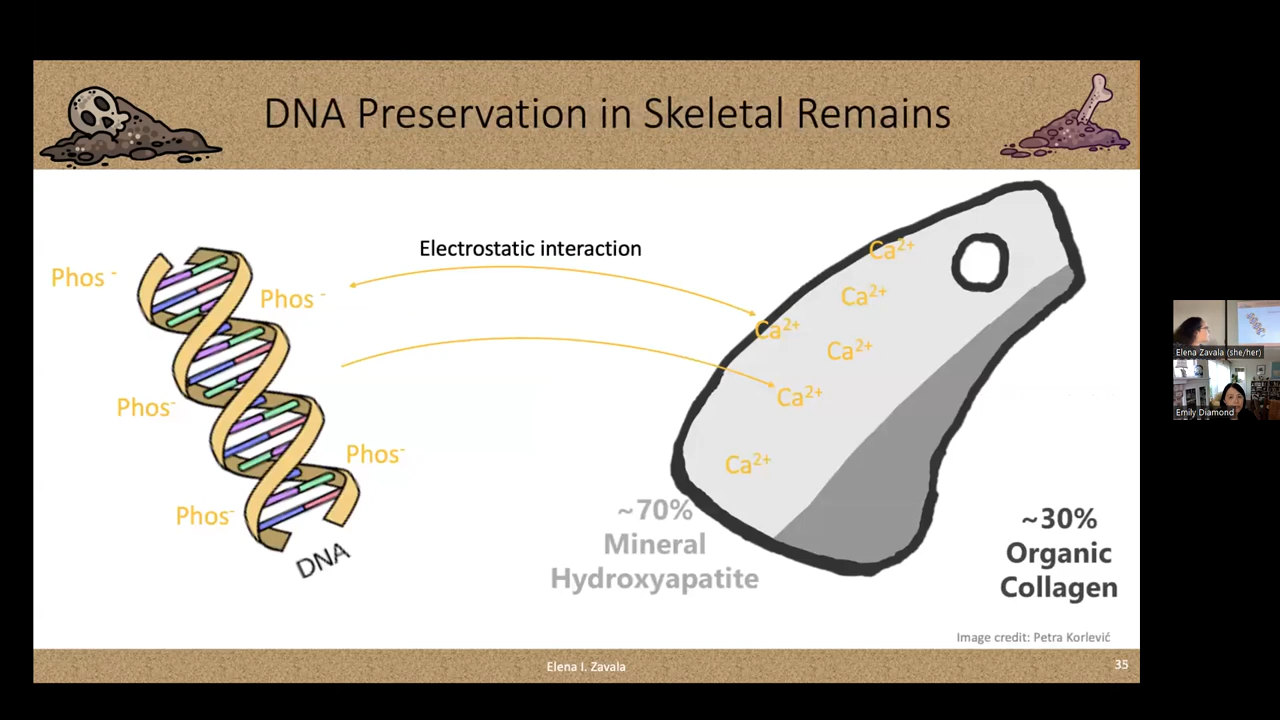 DNA Preservation in Skeletal Remains
Electrostatic interaction
Phos -
Phos -
Phos-
Phos-
Phos-
DNA
Ca2+
Ca2+
Ca2+
Ca2+
Ca2+
Ca2+
~70%
Mineral
Hydroxyapatite
~30%
Organic
Collagen
Image credit: Petra Korlević
Elena I. Zavala
35
Elena Zavala (she/her)
Emily Diamond